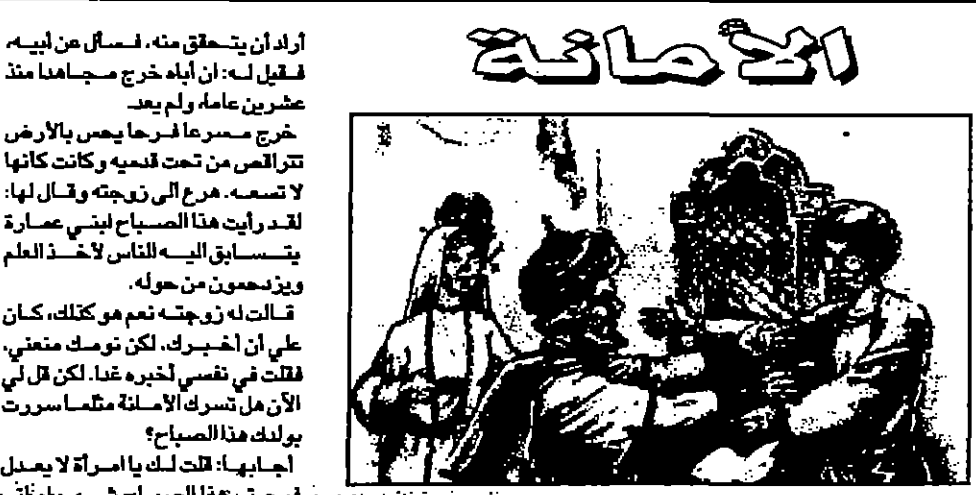 الأمانة
أراد أن يتحقق منه، فسأل عن أبيه،
فقيل له: ان أباه خرج مجاهدا منذ
عشرين عاما، ولم يعد.
خرج مسرعا فرحا يحس بالأرض
تتراقص من تحت قدميه وكانت كأنها
لا تسعه. هرع الى زوجته وقال لها:
لقد رأيت هذا الصباح ابني عمارة
يتسابق اليه الناس لأخذ العلم
ويزدحمون من حوله.
قالت له زوجته نعم هو كذلك، كان
علي أن أخبرك. لكن نومك منعني.
فقلت في نفسي أخبره غدا. لكن قل لي
الآن هل تسرك الأمانة مثلما سررت
بولدك هذا الصباح؟
أجابها: قلت لك يا امرأة لا يعدل